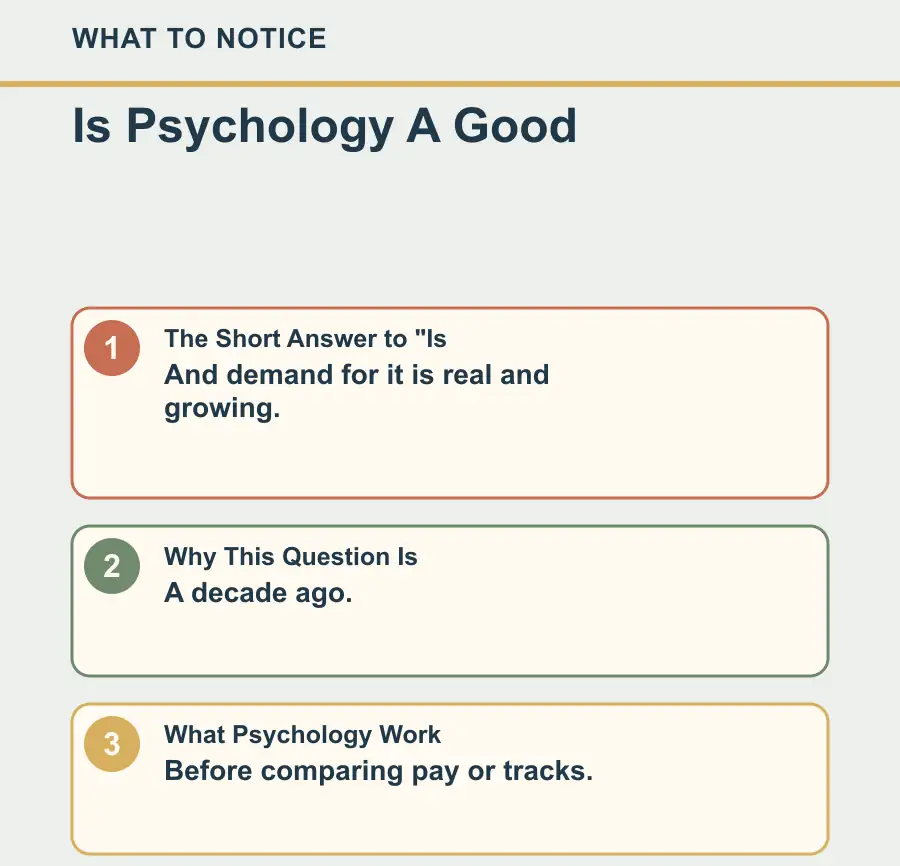 WHAT TO NOTICE
Is Psychology A Good
1
The Short Answer to "Is
And demand for it is real and
growing.
2
Why This Question Is
A decade ago.
3
What Psychology Work
Before comparing pay or tracks.